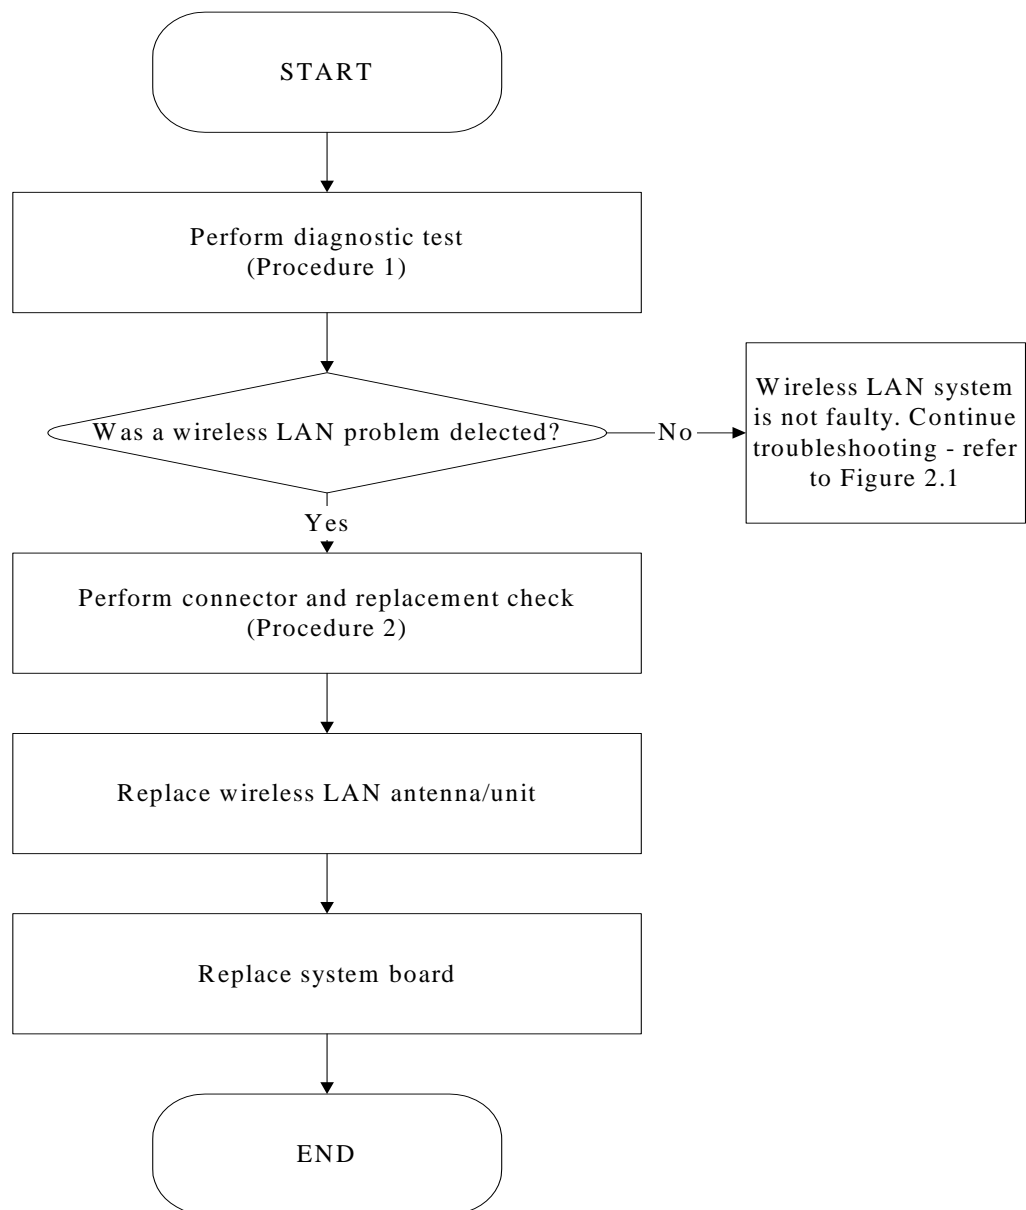 START
Perform diagnostic test
(Procedure 1)
Was a wireless LAN problem delected?
No
Wireless LAN system
is not faulty. Continue
troubleshooting - refer
to Figure 2.1
Yes
Perform connector and replacement check
(Procedure 2)
Replace wireless LAN antenna/unit
Replace system board
END